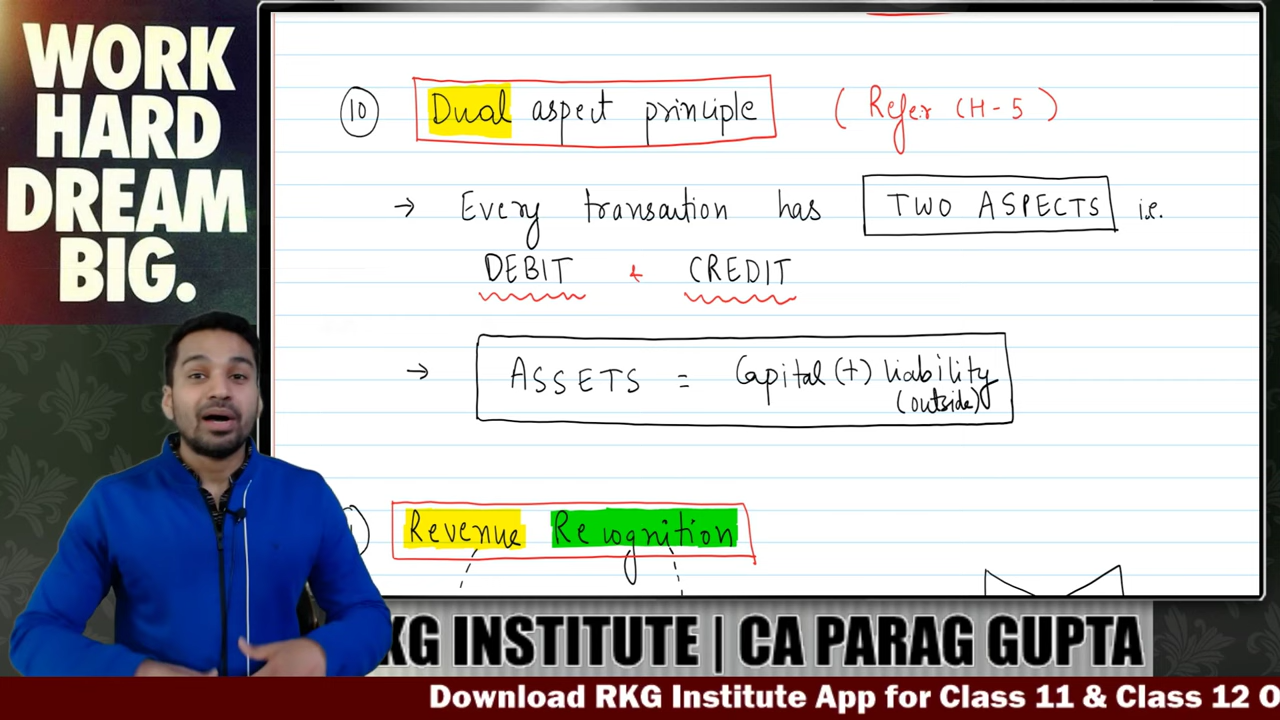 WORK
HARD
DREAM
BIG.
10 Dual aspect principle (Refer CH-5)
→ Every transaction has TWO ASPECTS i.e.
DEBIT & CREDIT
→ ASSETS = Capital (+) liability
(outside)
Revenue Recognition
KG INSTITUTE | CA PARAG GUPTA
Download RKG Institute App for Class 11 & Class 12 O